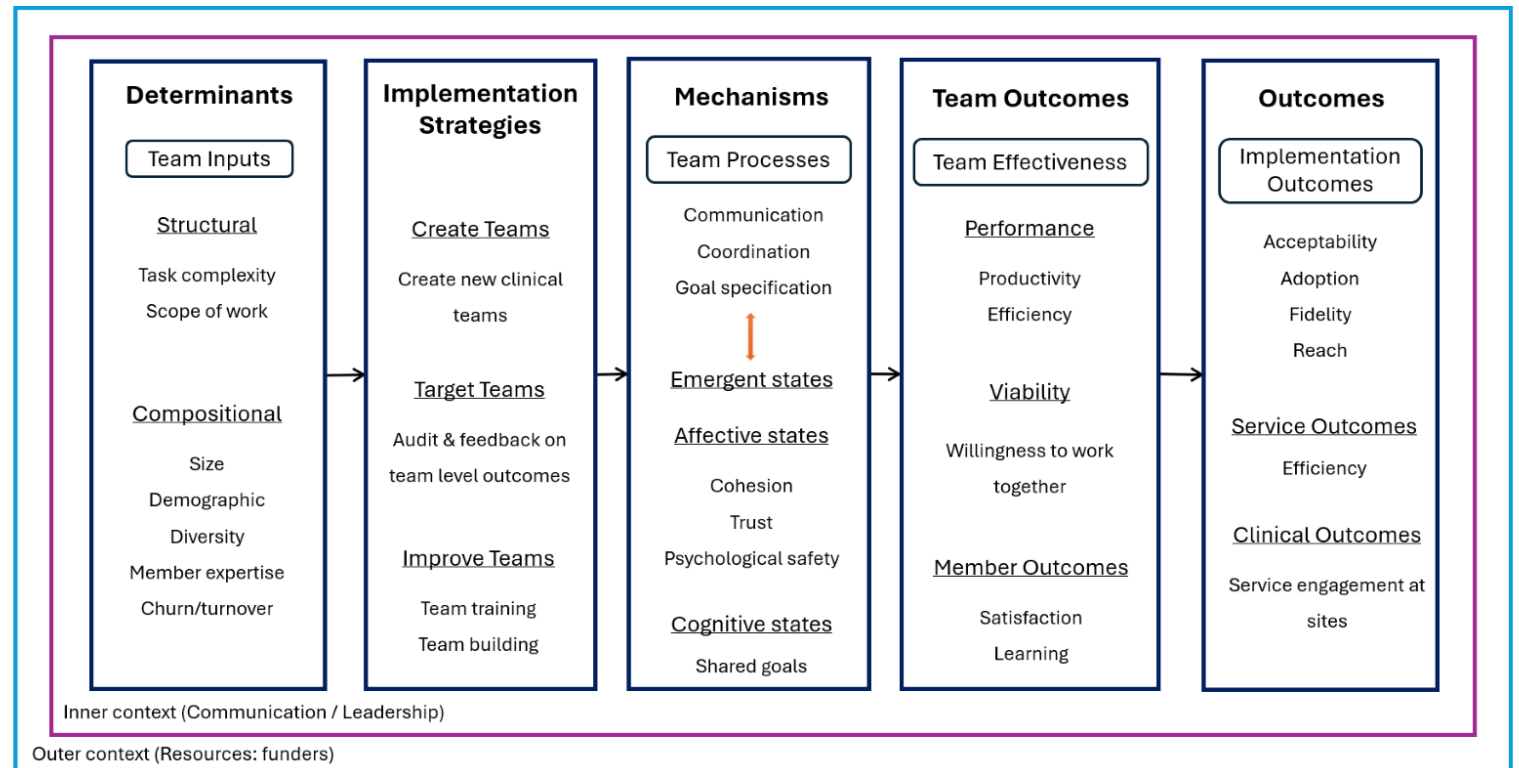 Determinants
Team Inputs
Structural
Task complexity
Scope of work
Compositional
Size
Demographic
Diversity
Member expertise
Churn/turnover
Implementation
Strategies
Create Teams
Create new clinical
teams
Target Teams
Audit & feedback on
team level outcomes
Improve Teams
Team training
Team building
Mechanisms
Team Processes
Communication
Coordination
Goal specification
Emergent states
Affective states
Cohesion
Trust
Psychological safety
Cognitive states
Shared goals
Team Outcomes
Team Effectiveness
Performance
Productivity
Efficiency
Viability
Willingness to work
together
Member Outcomes
Satisfaction
Learning
Outcomes
Implementation
Outcomes
Acceptability
Adoption
Fidelity
Reach
Service Outcomes
Efficiency
Clinical Outcomes
Service engagement at
sites
Inner context (Communication / Leadership)
Outer context (Resources: funders)